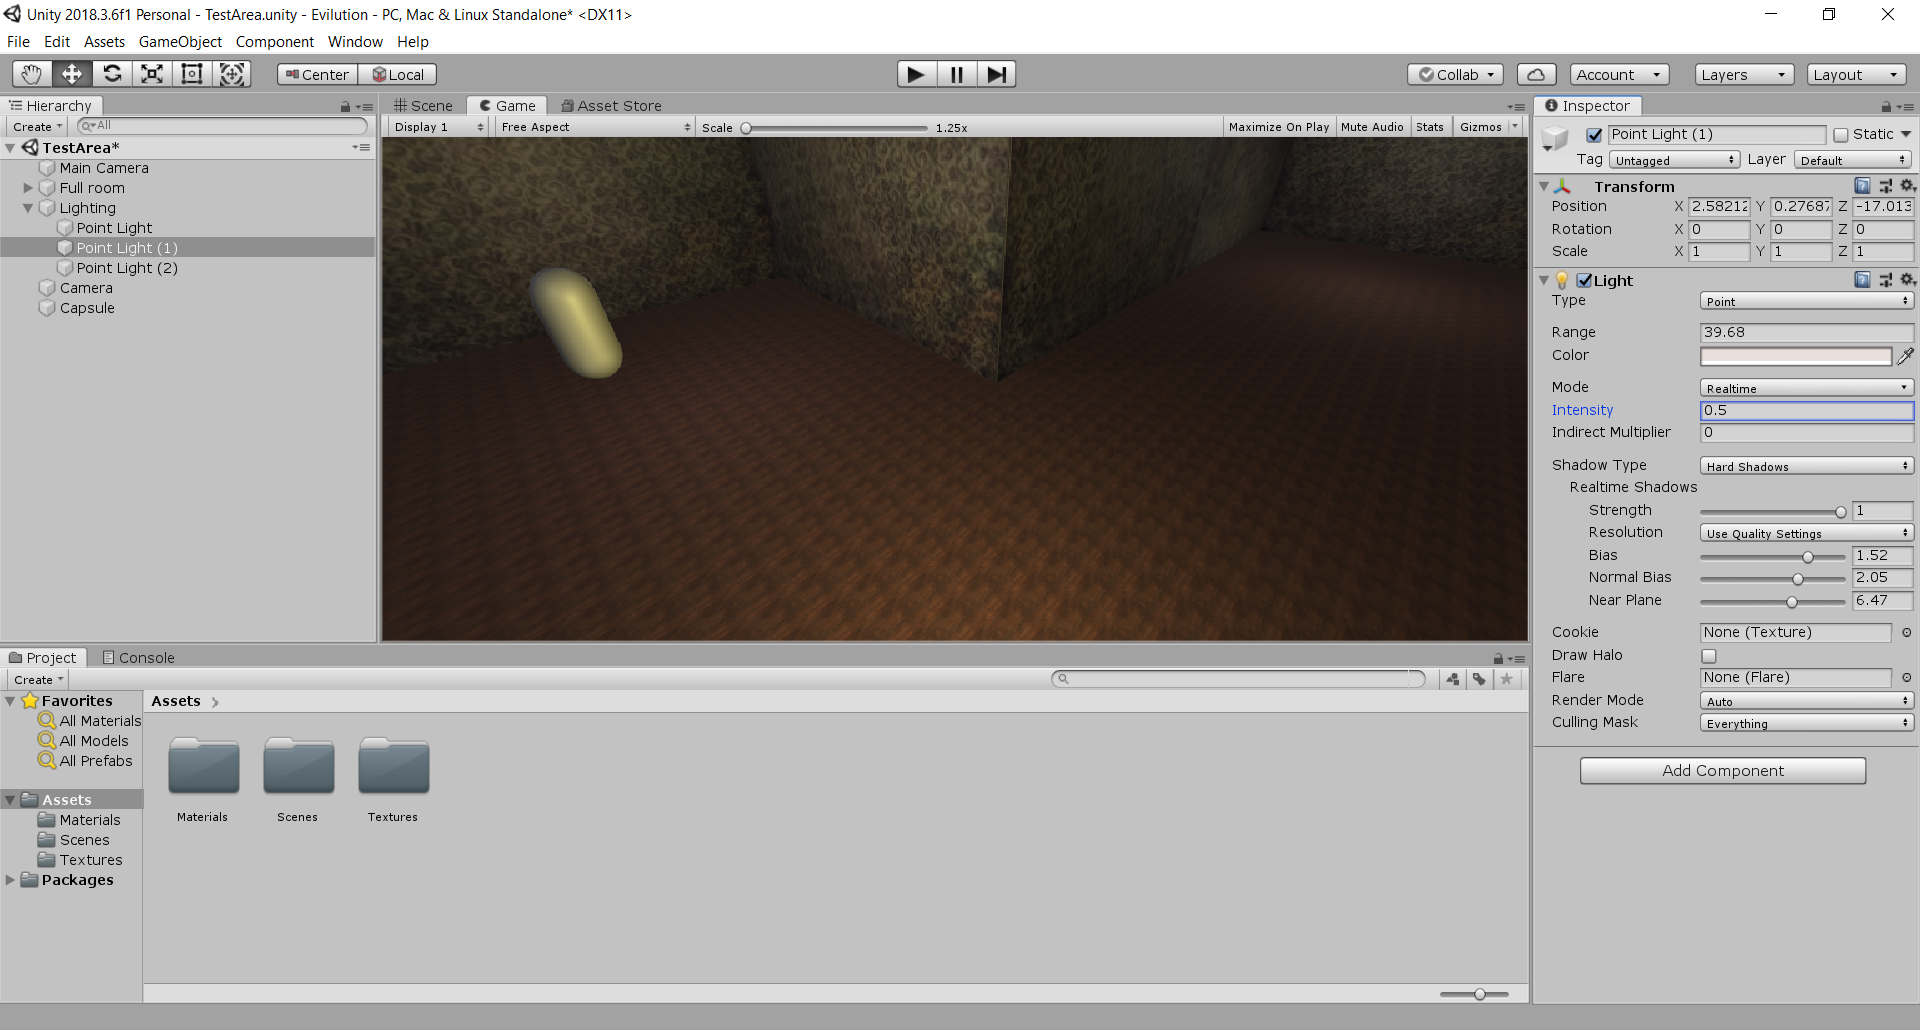 Unity 2018.3.6f1 Personal - TestArea.unity - Evilution - PC, Mac & Linux Standalone* <DX11>
File Edit Assets GameObject Component Window Help
Center Local Collab Account Layers Layout
Hierarchy
Create All
TestArea*
Main Camera
Full room
Lighting
Point Light
Point Light (1)
Point Light (2)
Camera
Capsule
Scene Game Asset Store
Display 1 Free Aspect Scale 1.25x Maximize On Play Mute Audio Stats Gizmos
Inspector
Point Light (1) Static
Tag Untagged Layer Default
Transform
Position X 2.58212 Y 0.27687 Z -17.013
Rotation X 0 Y 0 Z 0
Scale X 1 Y 1 Z 1
Light
Type Point
Range 39.68
Color
Mode Realtime
Intensity 0.5
Indirect Multiplier 0
Shadow Type Hard Shadows
Realtime Shadows
Strength 1
Resolution Use Quality Settings
Bias 1.52
Normal Bias 2.05
Near Plane 6.47
Cookie None (Texture)
Draw Halo
Flare None (Flare)
Render Mode Auto
Culling Mask Everything
Add Component
Project Console
Create
Favorites
All Materials
All Models
All Prefabs
Assets
Materials
Scenes
Textures
Packages
Assets
Materials Scenes Textures